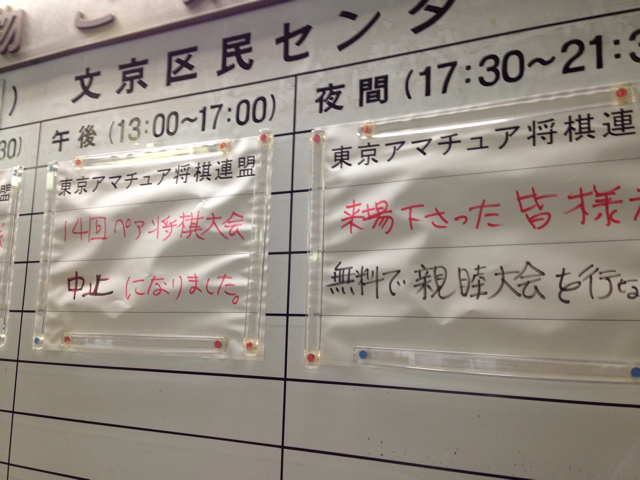 文京区民センタ
30)
午後 (13:00~17:00)
夜間 (17:30~21:3
盟
東京アマチュア将棋連盟
14回ペア将棋大会
中止になりました。
東京アマチュア将棋連
来場下さった皆様
無料で親睦大会を行な